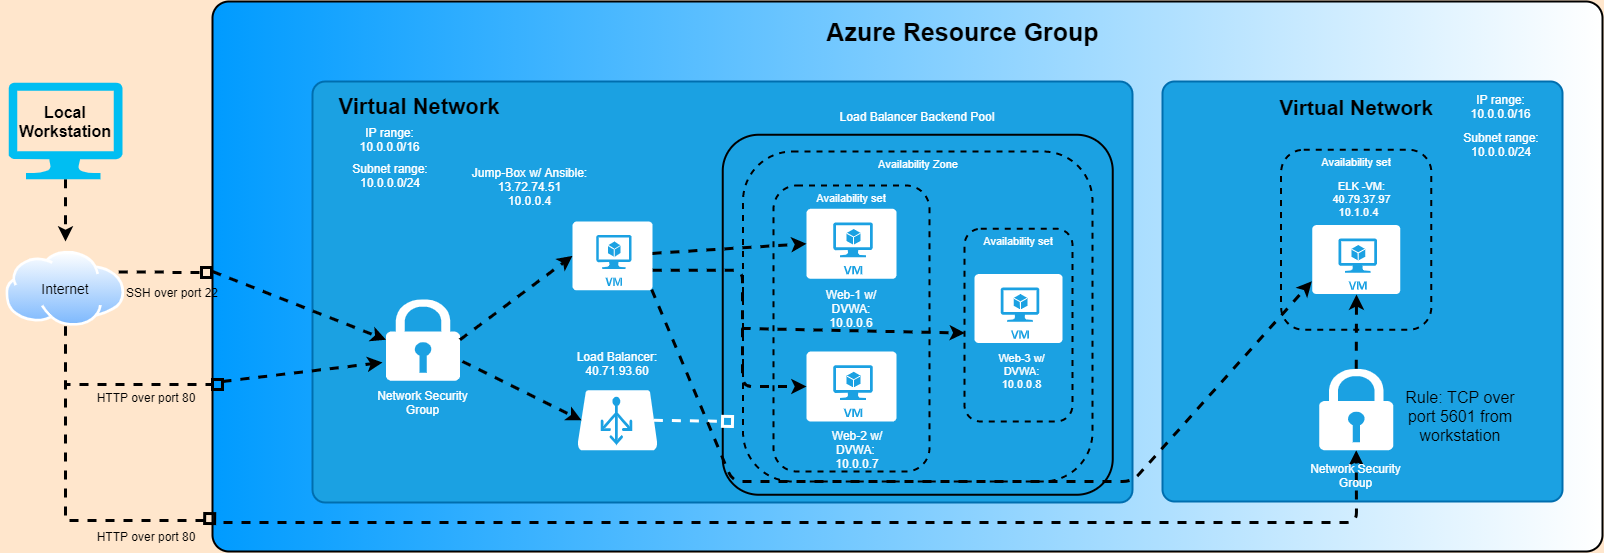 Azure Resource Group
Local
Workstation
Internet
SSH over port 22
HTTP over port 80
HTTP over port 80
Virtual Network
IP range:
10.0.0.0/16
Subnet range:
10.0.0.0/24
Jump-Box w/ Ansible:
13.72.74.51
10.0.0.4
VM
Network Security
Group
Load Balancer:
40.71.93.60
Load Balancer Backend Pool
Availability Zone
Availability set
VM
Web-1 w/
DVWA:
10.0.0.6
VM
Web-2 w/
DVWA:
10.0.0.7
Availability set
VM
Web-3 w/
DVWA:
10.0.0.8
Virtual Network
IP range:
10.0.0.0/16
Subnet range:
10.0.0.0/24
Availability set
ELK -VM:
40.79.37.97
10.1.0.4
VM
Rule: TCP over
port 5601 from
workstation
Network Security
Group